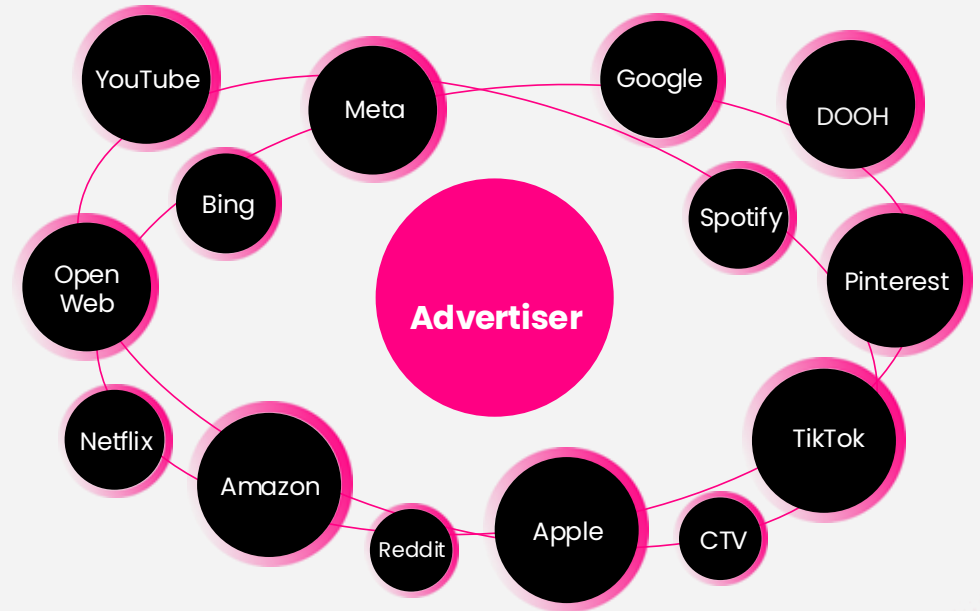 YouTube
Meta
Google
DOOH
Bing
Spotify
Open
Web
Pinterest
Advertiser
Netflix
TikTok
Amazon
Apple
CTV
Reddit